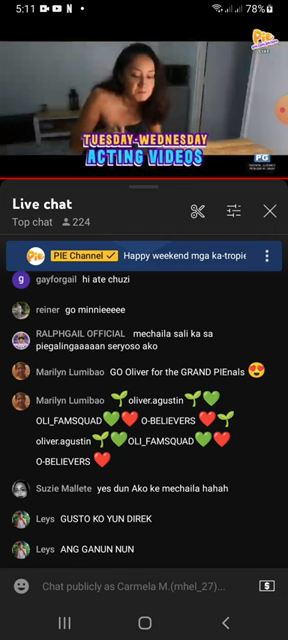 5:11
78%
Pie
TUESDAY-WEDNESDAY
ACTING VIDEOS
PG
Live chat
Top chat 224
Pie PIE Channel Happy weekend mga ka-tropie
g gayforgail hi ate chuzi
reiner go minnieeeee
RALPHGAIL OFFICIAL mechaila sali ka sa
piegalingaaaaan seryoso ako
Marilyn Lumibao GO Oliver for the GRAND PIEnals 😍
Marilyn Lumibao 🌱oliver.agustin🌱💚
OLI_FAMSQUAD💚❤️ O-BELIEVERS ❤️🌱
oliver.agustin🌱💚OLI_FAMSQUAD💚❤️
O-BELIEVERS ❤️
Suzie Mallete yes dun Ako ke mechaila hahah
Leys GUSTO KO YUN DIREK
Leys ANG GANUN NUN
Chat publicly as Carmela M.(mhel_27)...